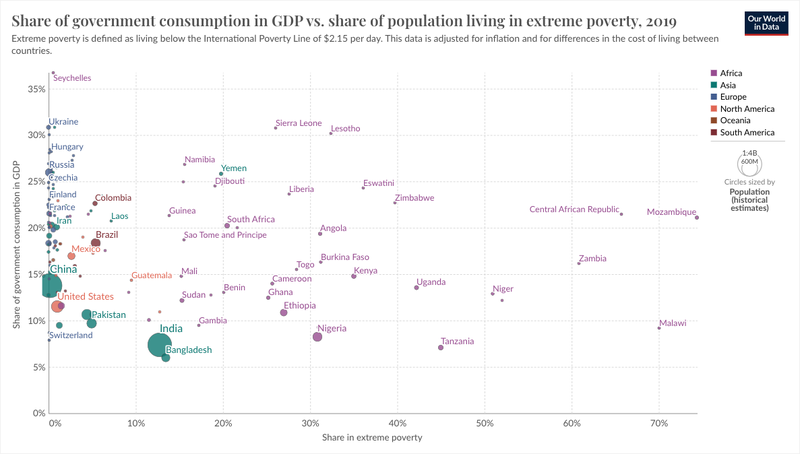 Share of government consumption in GDP vs. share of population living in extreme poverty, 2019
Our World
in Data
Extreme poverty is defined as living below the International Poverty Line of $2.15 per day. This data is adjusted for inflation and for differences in the cost of living between
countries.
35%
30%
25%
20%
15%
10%
5%
0%
Share of government consumption in GDP
0%
10%
20%
30%
40%
50%
60%
70%
Share in extreme poverty
Seychelles
Ukraine
Sierra Leone
Lesotho
Hungary
Namibia
Russia
Yemen
Czechia
Djibouti
Eswatini
Finland
Colombia
Liberia
Zimbabwe
France
Laos
Guinea
Central African Republic
Mozambique
Iran
South Africa
Brazil
Sao Tome and Principe
Angola
Mexico
Burkina Faso
Zambia
China
Guatemala
Mali
Togo
Kenya
Cameroon
Uganda
United States
Sudan
Benin
Ghana
Niger
Pakistan
Ethiopia
Gambia
India
Nigeria
Malawi
Switzerland
Bangladesh
Tanzania
Africa
Asia
Europe
North America
Oceania
South America
1:4B
600M
Circles sized by
Population
(historical
estimates)